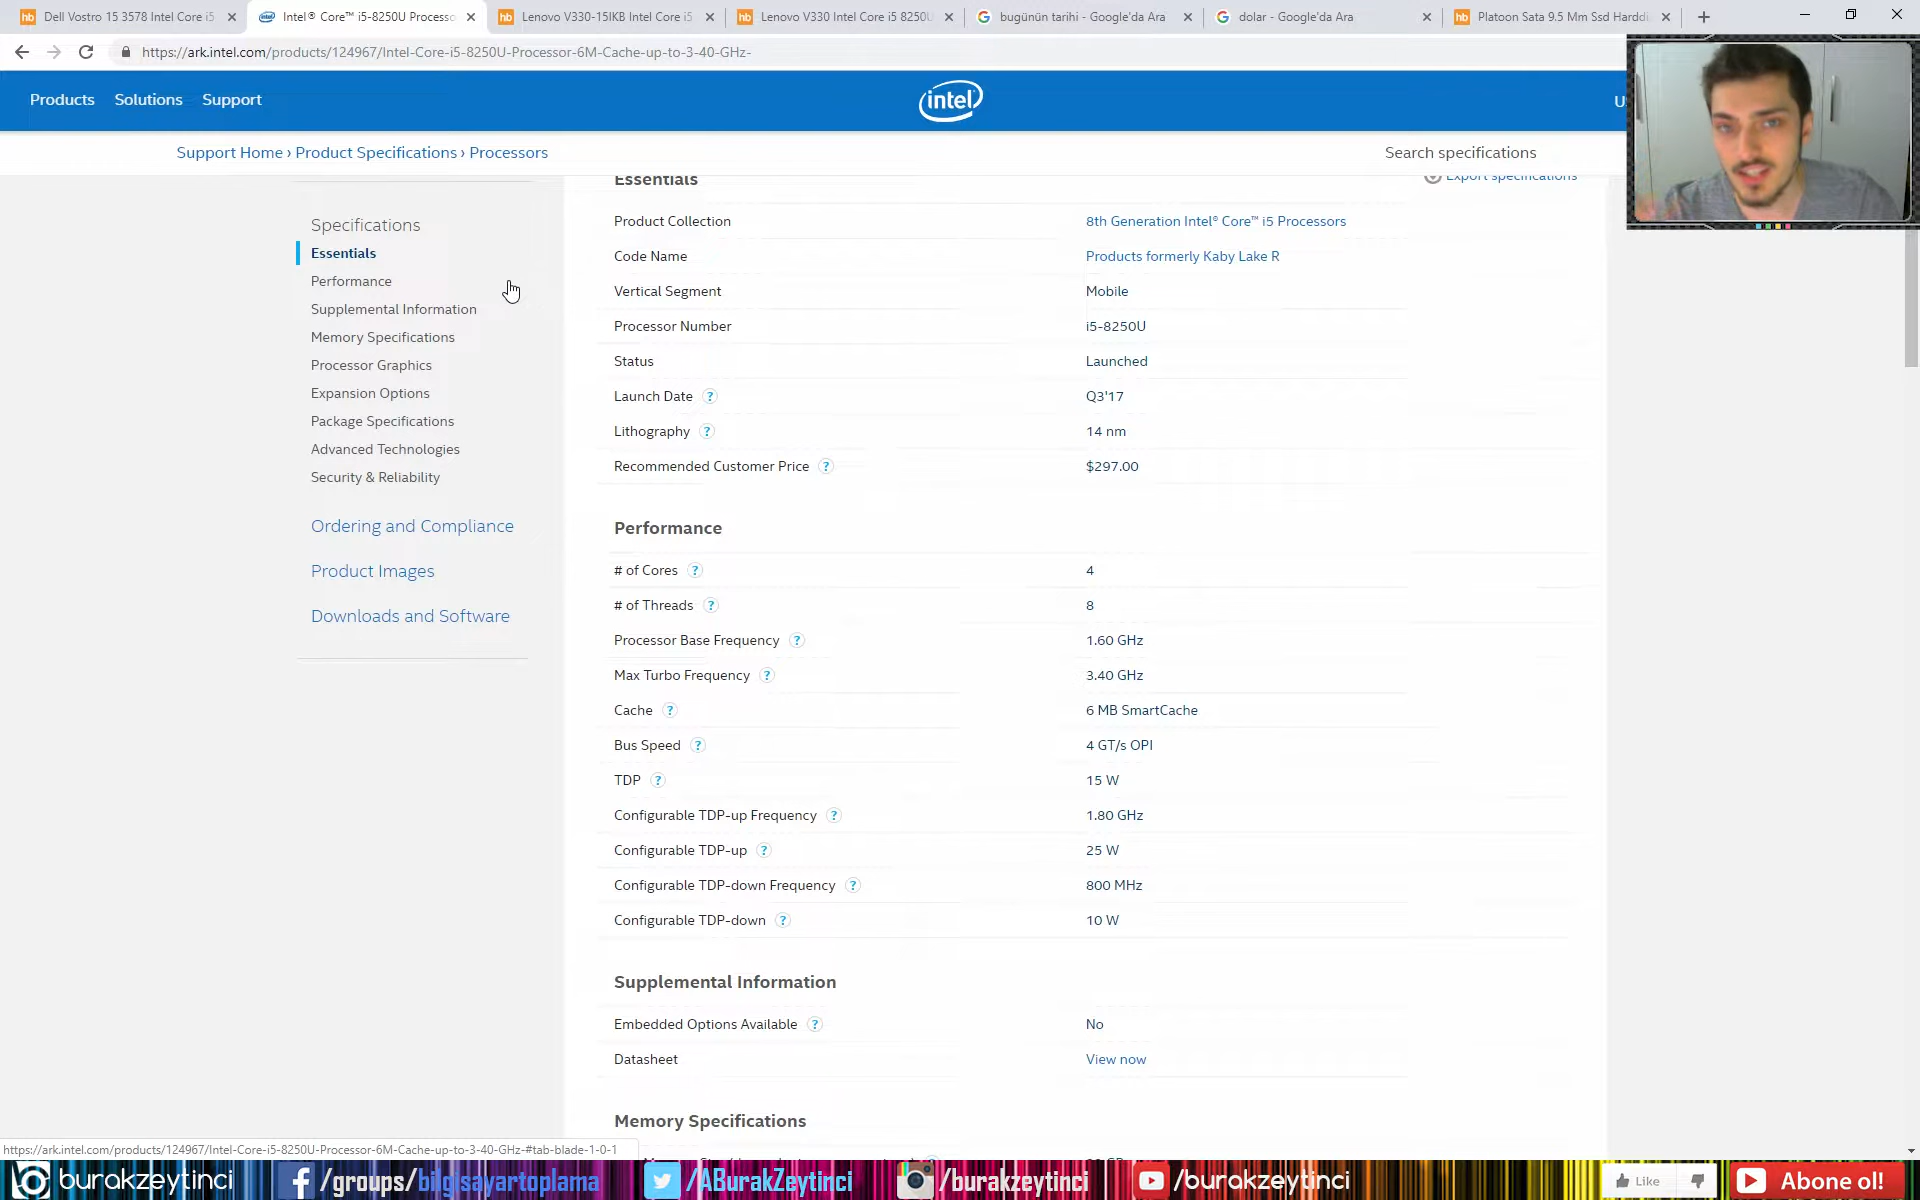 Dell Vostro 15 3578 Intel Core i5
Intel® Core™ i5-8250U Processo
Lenovo V330-15IKB Intel Core i5
Lenovo V330 Intel Core i5 8250U
bugünün tarihi - Google'da Ara
dolar - Google'da Ara
Platoon Sata 9.5 Mm Ssd Harddi
https://ark.intel.com/products/124967/Intel-Core-i5-8250U-Processor-6M-Cache-up-to-3-40-GHz-
Products Solutions Support
intel
U
Support Home › Product Specifications › Processors
Search specifications
Essentials
Export specifications
Specifications
Essentials
Performance
Supplemental Information
Memory Specifications
Processor Graphics
Expansion Options
Package Specifications
Advanced Technologies
Security & Reliability
Ordering and Compliance
Product Images
Downloads and Software
Product Collection 8th Generation Intel® Core™ i5 Processors
Code Name Products formerly Kaby Lake R
Vertical Segment Mobile
Processor Number i5-8250U
Status Launched
Launch Date ? Q3'17
Lithography ? 14 nm
Recommended Customer Price ? $297.00
Performance
# of Cores ? 4
# of Threads ? 8
Processor Base Frequency ? 1.60 GHz
Max Turbo Frequency ? 3.40 GHz
Cache ? 6 MB SmartCache
Bus Speed ? 4 GT/s OPI
TDP ? 15 W
Configurable TDP-up Frequency ? 1.80 GHz
Configurable TDP-up ? 25 W
Configurable TDP-down Frequency ? 800 MHz
Configurable TDP-down ? 10 W
Supplemental Information
Embedded Options Available ? No
Datasheet View now
Memory Specifications
https://ark.intel.com/products/124967/Intel-Core-i5-8250U-Processor-6M-Cache-up-to-3-40-GHz-#tab-blade-1-0-1
burakzeytinci
/groups/bilgisayartoplama
/ABurakZeytinci
/burakzeytinci
/burakzeytinci
Like
Abone ol!